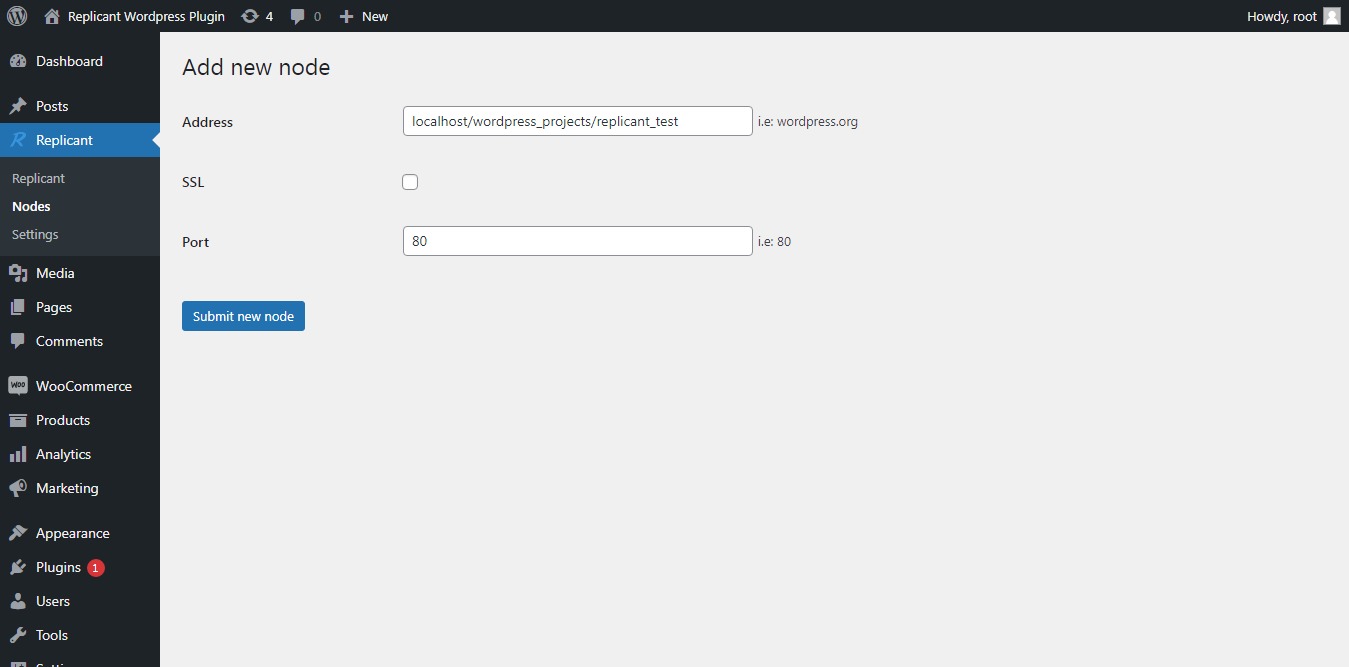 Replicant Wordpress Plugin 4 0 New Howdy, root
Dashboard
Posts
Replicant
Replicant
Nodes
Settings
Media
Pages
Comments
WooCommerce
Products
Analytics
Marketing
Appearance
Plugins 1
Users
Tools
Add new node
Address localhost/wordpress_projects/replicant_test i.e: wordpress.org
SSL
Port 80 i.e: 80
Submit new node